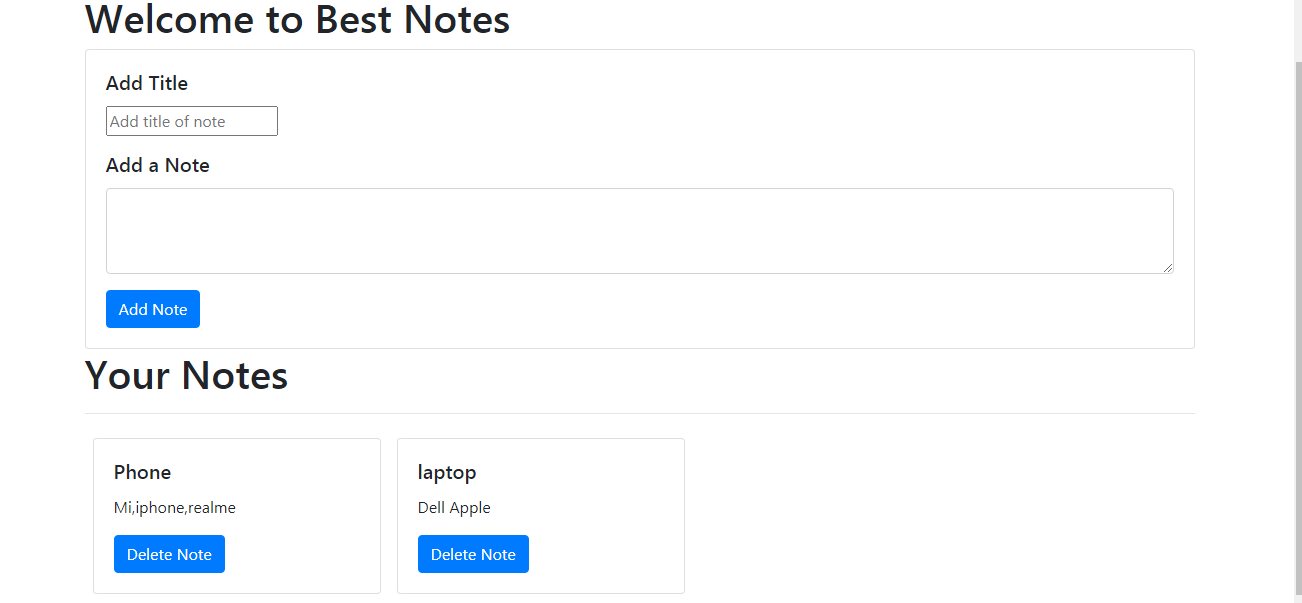 Welcome to Best Notes
Add Title
Add title of note
Add a Note
Add Note
Your Notes
Phone
Mi,iphone,realme
Delete Note
laptop
Dell Apple
Delete Note